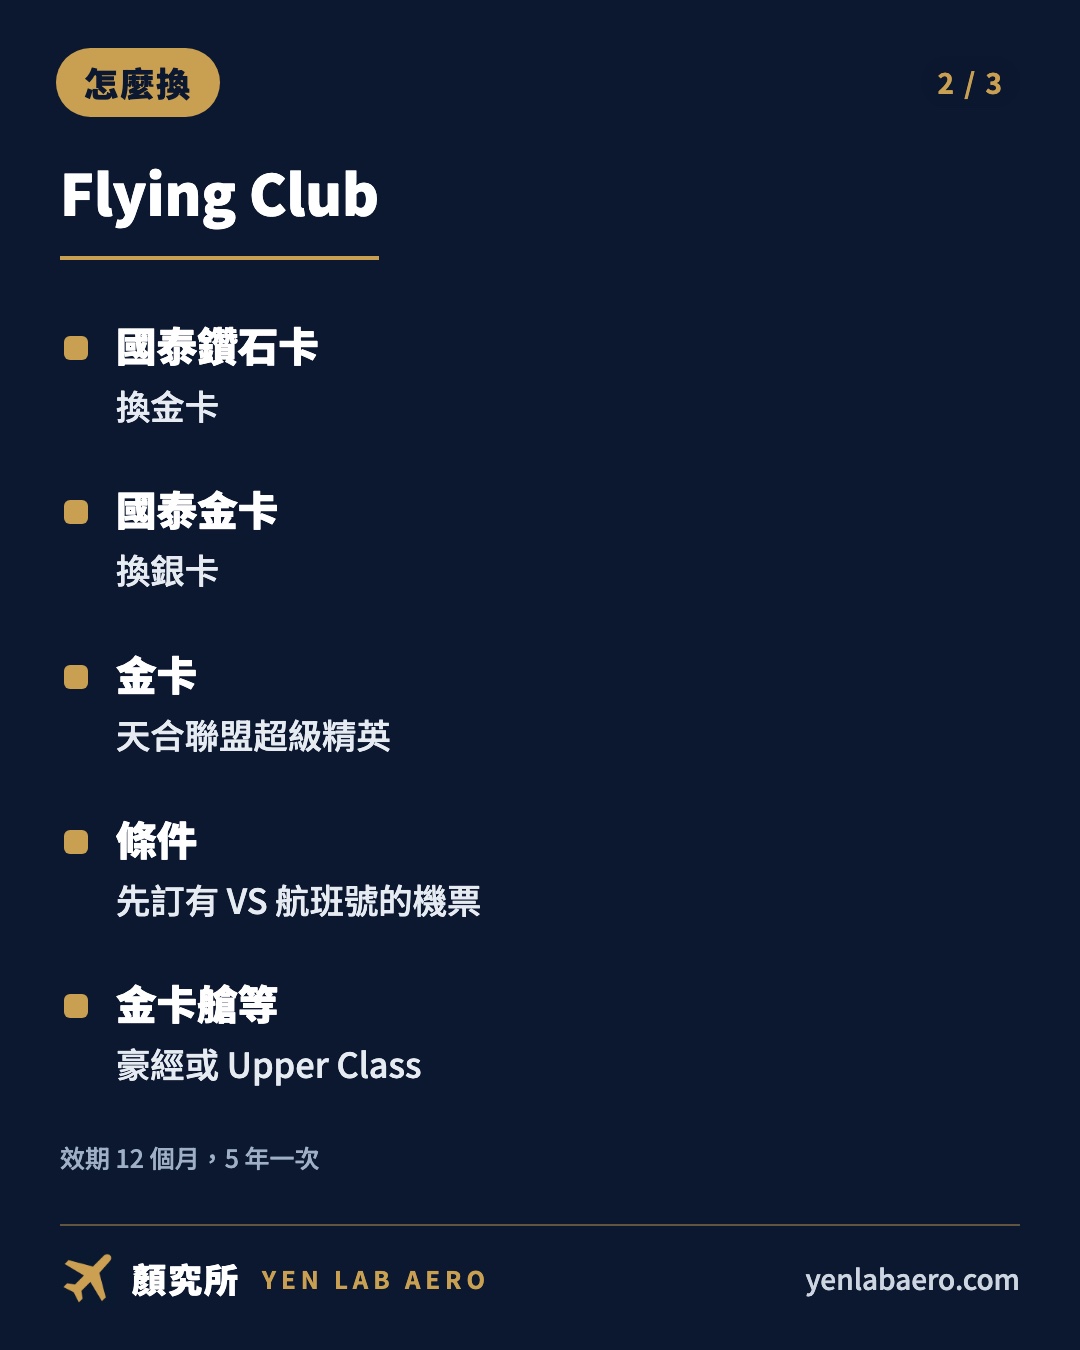 怎麼換
2 / 3
Flying Club
國泰鑽石卡
換金卡
國泰金卡
換銀卡
金卡
天合聯盟超級精英
條件
先訂有 VS 航班號的機票
金卡艙等
豪經或 Upper Class
效期 12 個月，5 年一次
顏究所 YEN LAB AERO
yenlabaero.com